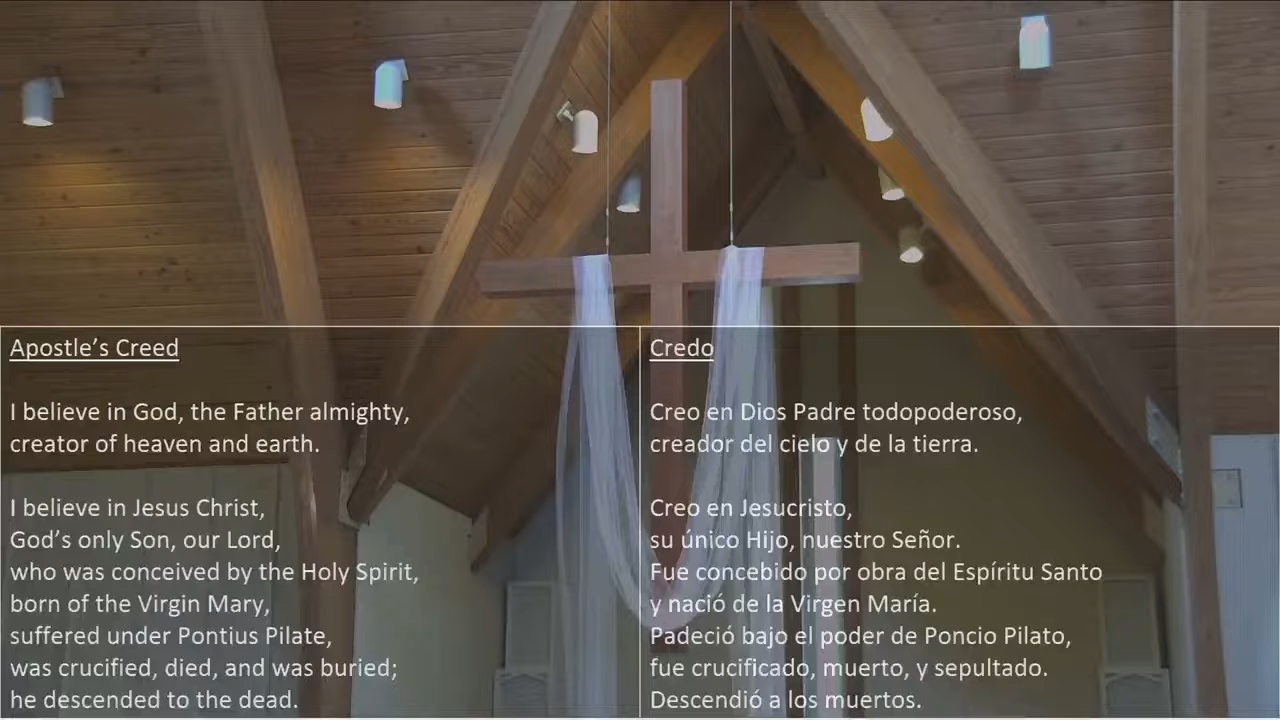 Apostle’s Creed
I believe in God, the Father almighty,
creator of heaven and earth.
I believe in Jesus Christ,
God’s only Son, our Lord,
who was conceived by the Holy Spirit,
born of the Virgin Mary,
suffered under Pontius Pilate,
was crucified, died, and was buried;
he descended to the dead.
Credo
Creo en Dios Padre todopoderoso,
creador del cielo y de la tierra.
Creo en Jesucristo,
su único Hijo, nuestro Señor.
Fue concebido por obra del Espíritu Santo
y nació de la Virgen María.
Padeció bajo el poder de Poncio Pilato,
fue crucificado, muerto, y sepultado.
Descendió a los muertos.